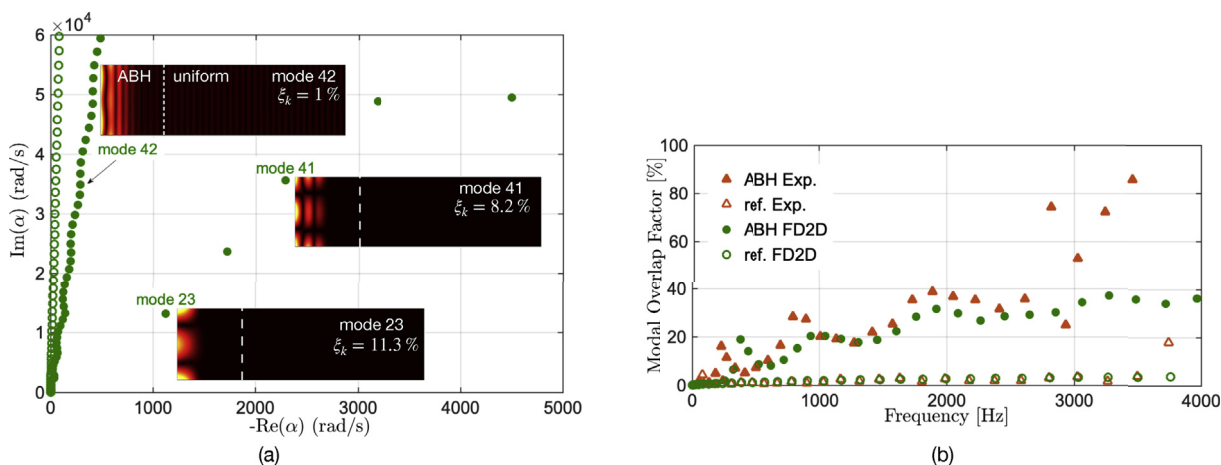 × 10⁴
6
5
4
3
2
1
0
Im(α) (rad/s)
ABH uniform mode 42
ξₖ = 1 %
mode 42
mode 41
mode 41
ξₖ = 8.2 %
mode 23
mode 23
ξₖ = 11.3 %
0 1000 2000 3000 4000 5000
-Re(α) (rad/s)
(a)
100
80
60
40
20
0
Modal Overlap Factor [%]
ABH Exp.
ref. Exp.
ABH FD2D
ref. FD2D
0 1000 2000 3000 4000
Frequency [Hz]
(b)